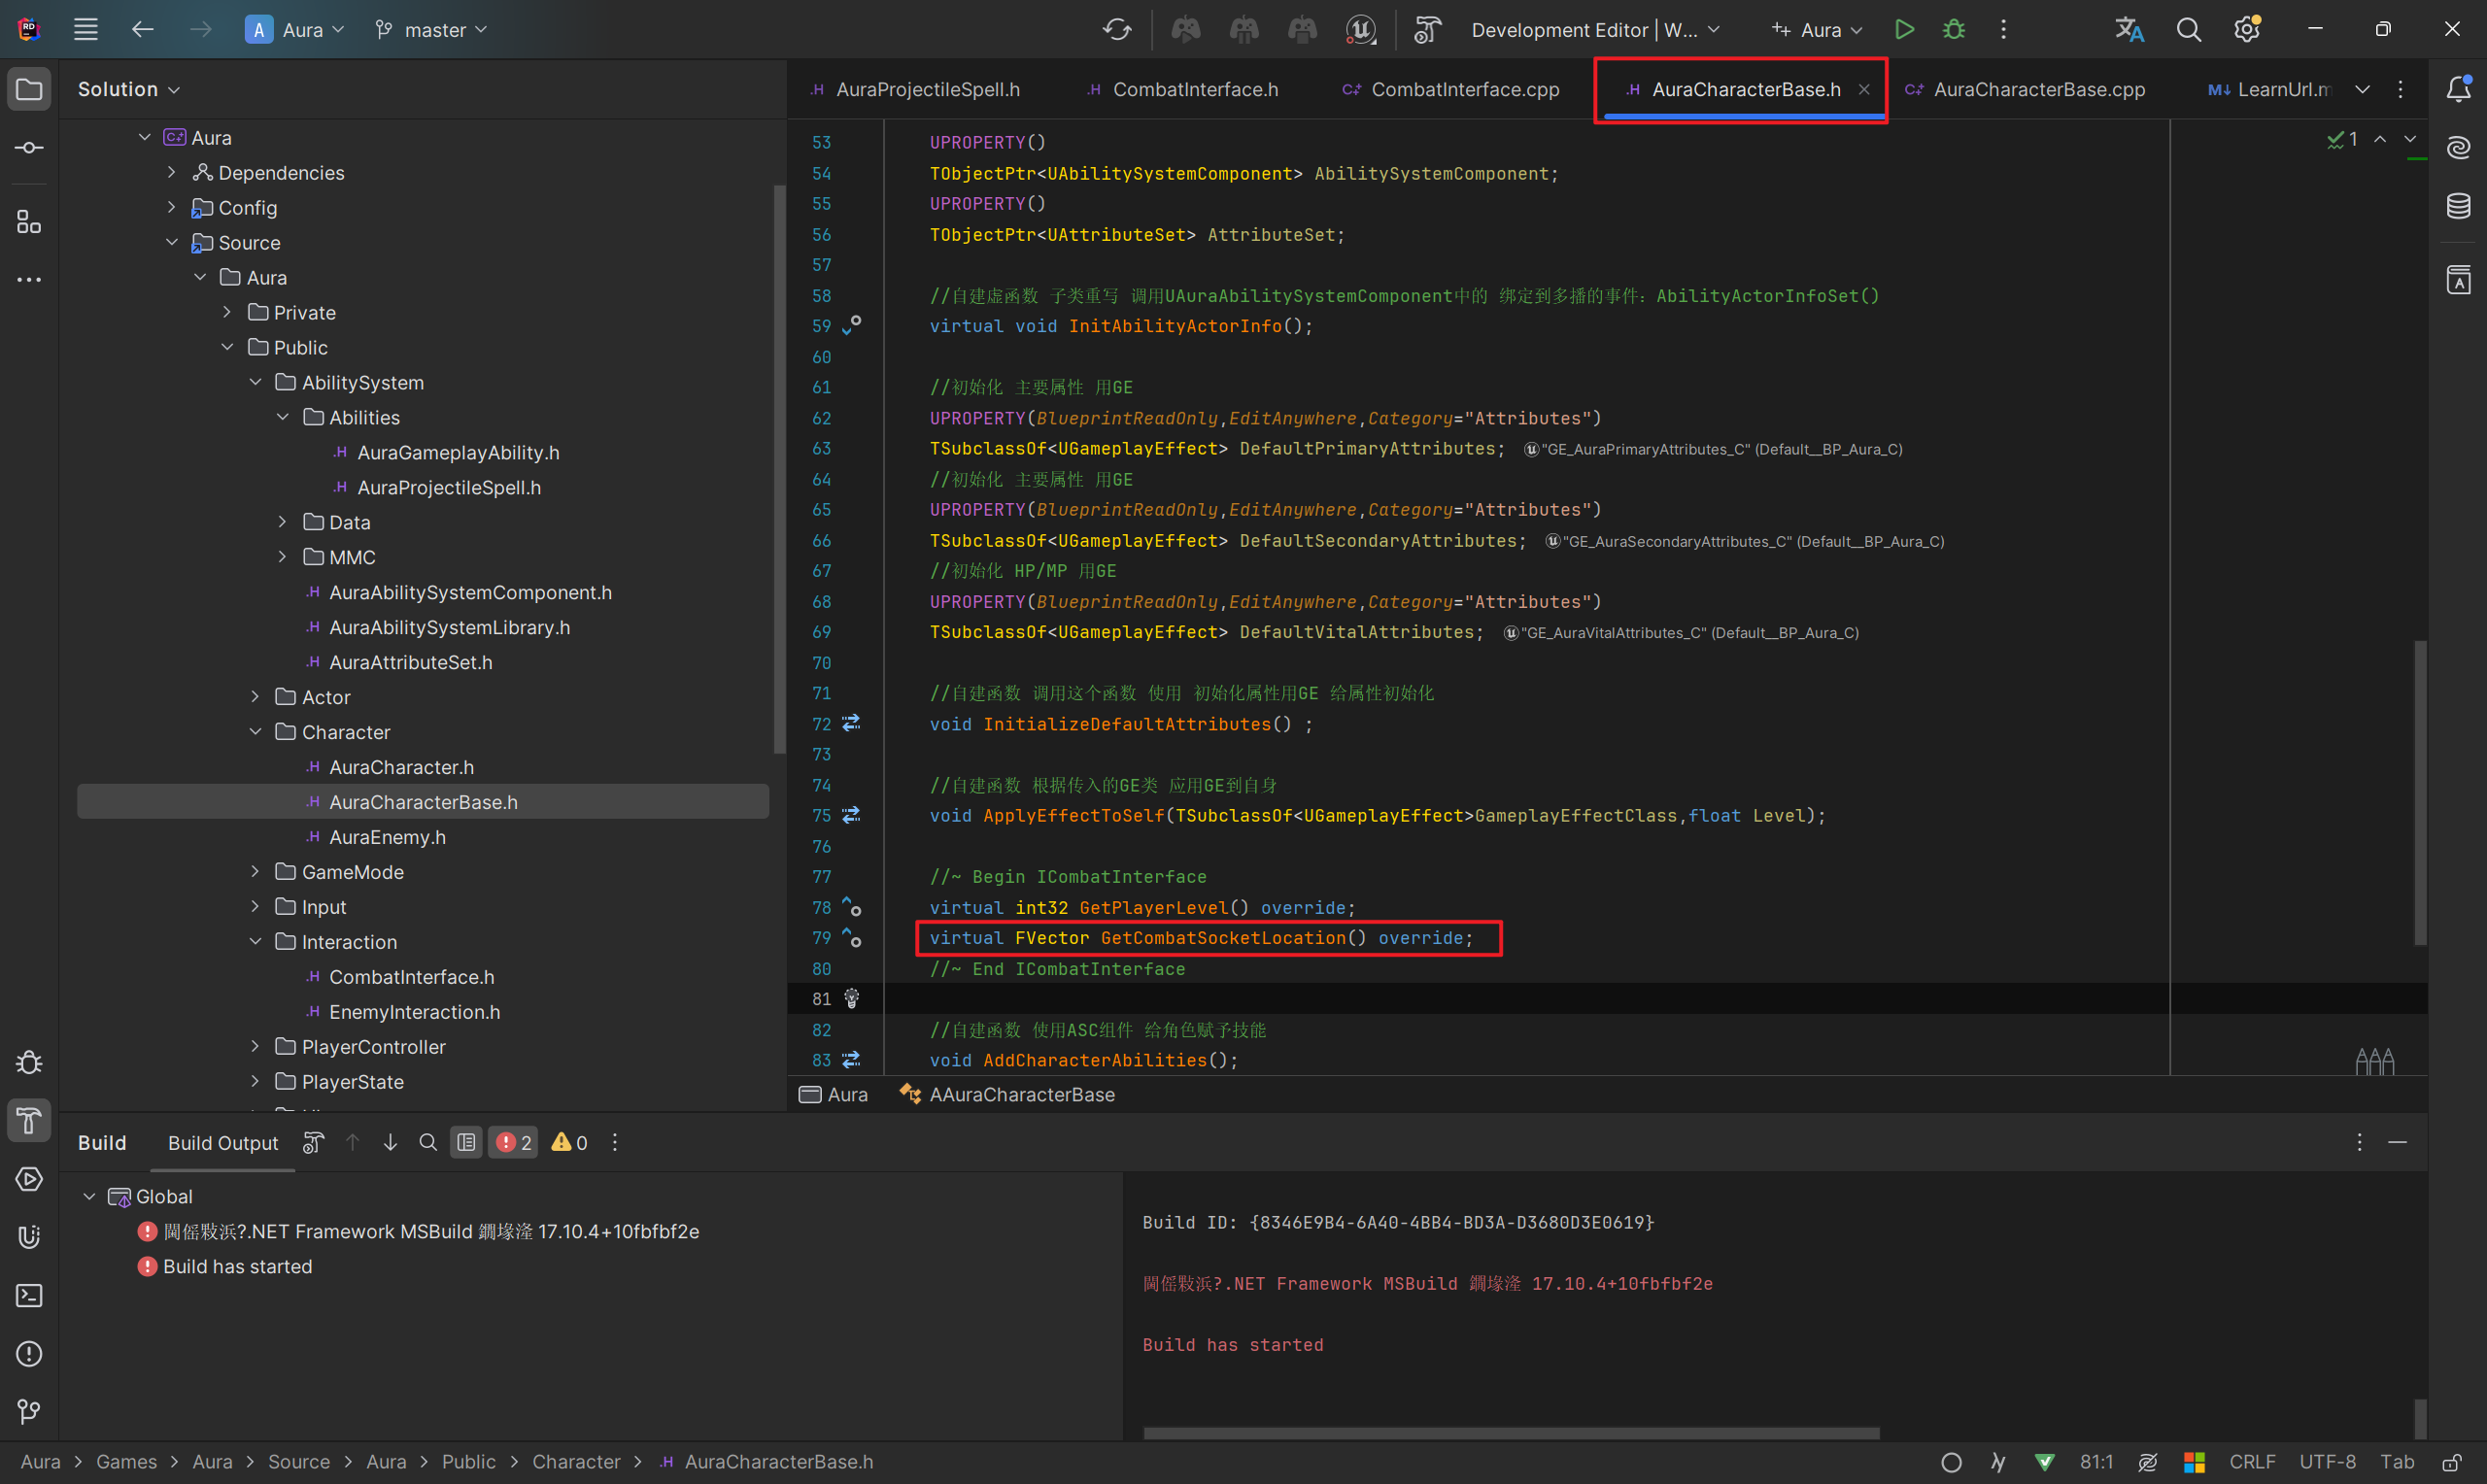 Aura
master
Development Editor | W...
Aura
Solution
AuraProjectileSpell.h
CombatInterface.h
CombatInterface.cpp
AuraCharacterBase.h
AuraCharacterBase.cpp
LearnUrl.m
Aura
Dependencies
Config
Source
Aura
Private
Public
AbilitySystem
Abilities
AuraGameplayAbility.h
AuraProjectileSpell.h
Data
MMC
AuraAbilitySystemComponent.h
AuraAbilitySystemLibrary.h
AuraAttributeSet.h
Actor
Character
AuraCharacter.h
AuraCharacterBase.h
AuraEnemy.h
GameMode
Input
Interaction
CombatInterface.h
EnemyInteraction.h
PlayerController
PlayerState
1
53 UPROPERTY()
54 TObjectPtr<UAbilitySystemComponent> AbilitySystemComponent;
55 UPROPERTY()
56 TObjectPtr<UAttributeSet> AttributeSet;
57
58 //自建虚函数 子类重写 调用UAuraAbilitySystemComponent中的 绑定到多播的事件：AbilityActorInfoSet()
59 virtual void InitAbilityActorInfo();
60
61 //初始化 主要属性 用GE
62 UPROPERTY(BlueprintReadOnly,EditAnywhere,Category="Attributes")
63 TSubclassOf<UGameplayEffect> DefaultPrimaryAttributes; "GE_AuraPrimaryAttributes_C" (Default__BP_Aura_C)
64 //初始化 主要属性 用GE
65 UPROPERTY(BlueprintReadOnly,EditAnywhere,Category="Attributes")
66 TSubclassOf<UGameplayEffect> DefaultSecondaryAttributes; "GE_AuraSecondaryAttributes_C" (Default__BP_Aura_C)
67 //初始化 HP/MP 用GE
68 UPROPERTY(BlueprintReadOnly,EditAnywhere,Category="Attributes")
69 TSubclassOf<UGameplayEffect> DefaultVitalAttributes; "GE_AuraVitalAttributes_C" (Default__BP_Aura_C)
70
71 //自建函数 调用这个函数 使用 初始化属性用GE 给属性初始化
72 void InitializeDefaultAttributes() ;
73
74 //自建函数 根据传入的GE类 应用GE到自身
75 void ApplyEffectToSelf(TSubclassOf<UGameplayEffect>GameplayEffectClass,float Level);
76
77 //~ Begin ICombatInterface
78 virtual int32 GetPlayerLevel() override;
79 virtual FVector GetCombatSocketLocation() override;
80 //~ End ICombatInterface
81
82 //自建函数 使用ASC组件 给角色赋予技能
83 void AddCharacterAbilities();
Aura AAuraCharacterBase
Build
Build Output
2
0
Global
.NET Framework MSBuild 17.10.4+10fbfbf2e
Build has started
Build ID: {8346E9B4-6A40-4BB4-BD3A-D3680D3E0619}
.NET Framework MSBuild 17.10.4+10fbfbf2e
Build has started
Aura > Games > Aura > Source > Aura > Public > Character > AuraCharacterBase.h
81:1
CRLF
UTF-8
Tab